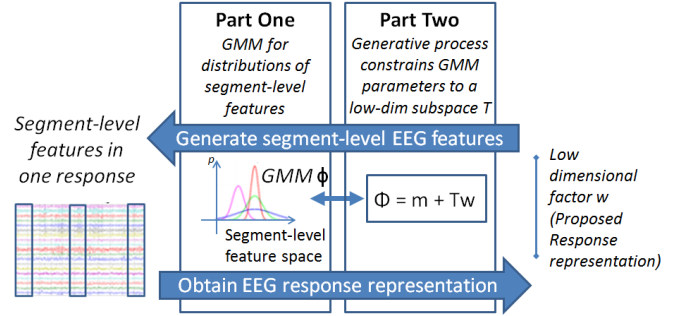 Part One
GMM for
distributions of
segment-level
features
Part Two
Generative process
constrains GMM
parameters to a
low-dim subspace T
Segment-level
features in
one response
Generate segment-level EEG features
p
GMM ϕ
Segment-level
feature space
Φ = m + Tw
Low
dimensional
factor w
(Proposed
Response
representation)
Obtain EEG response representation